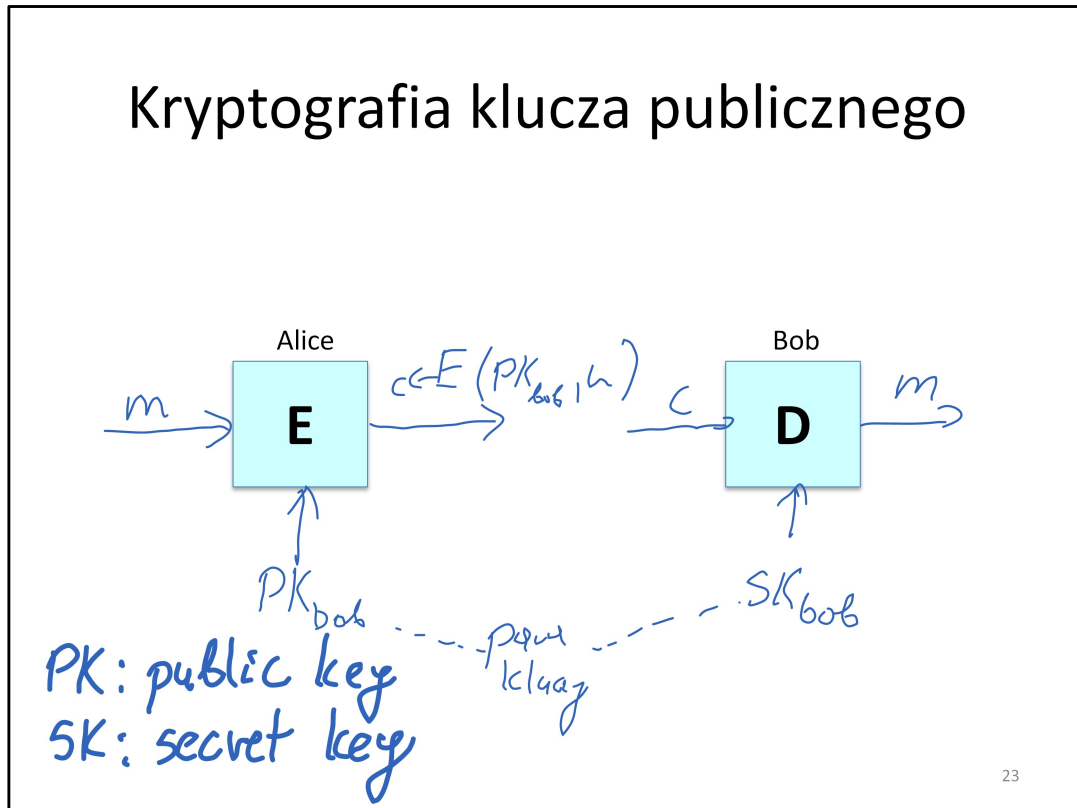 Kryptografia klucza publicznego
Alice
Bob
m
E
c←E(PK_bob, m)
c
D
m
PK_bob
SK_bob
para
kluczy
PK: public key
SK: secret key
23